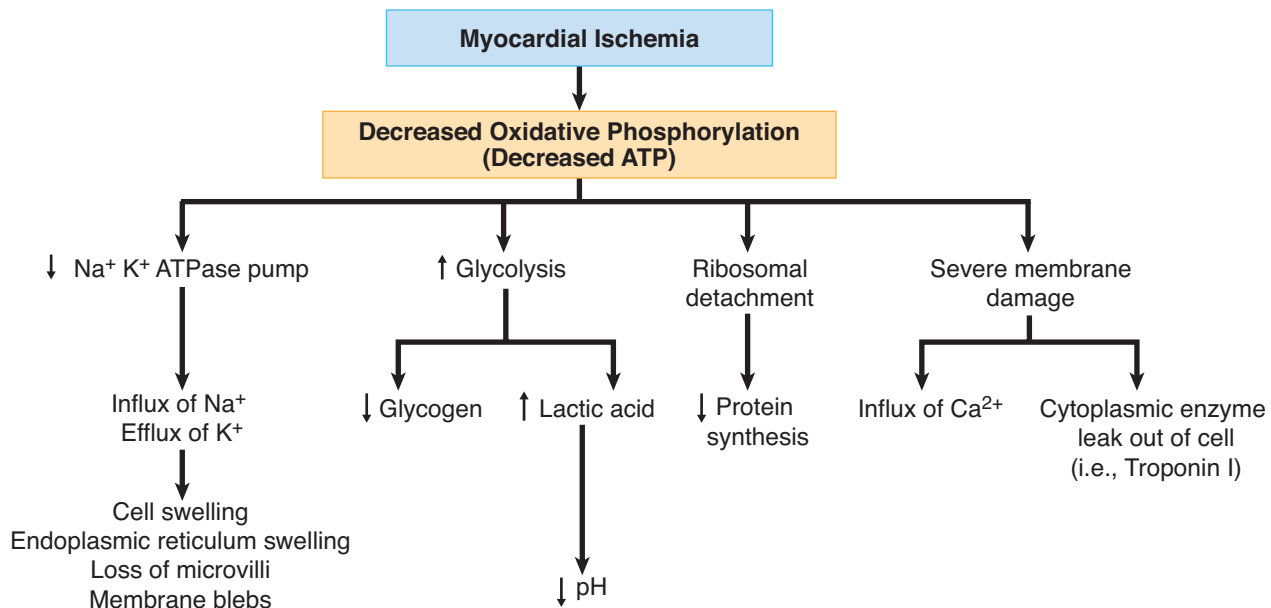 Myocardial Ischemia
Decreased Oxidative Phosphorylation
(Decreased ATP)
↓ Na⁺ K⁺ ATPase pump
Influx of Na⁺
Efflux of K⁺
Cell swelling
Endoplasmic reticulum swelling
Loss of microvilli
Membrane blebs
↑ Glycolysis
↓ Glycogen
↑ Lactic acid
↓ pH
Ribosomal
detachment
↓ Protein
synthesis
Severe membrane
damage
Influx of Ca²⁺
Cytoplasmic enzyme
leak out of cell
(i.e., Troponin I)